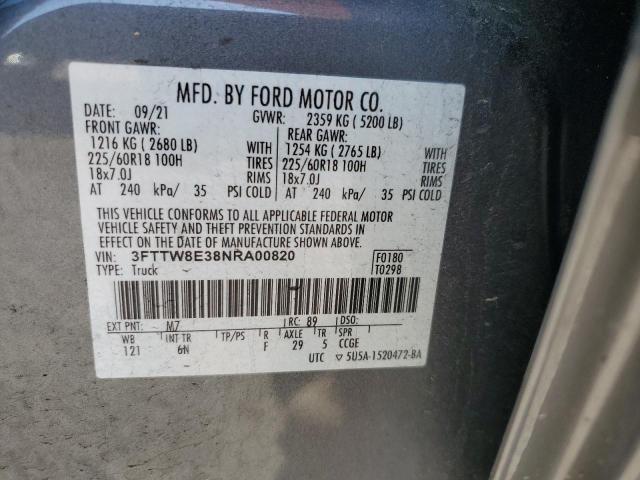 MFD. BY FORD MOTOR CO.
DATE: 09/21 GVWR: 2359 KG ( 5200 LB)
FRONT GAWR: REAR GAWR:
1216 KG ( 2680 LB) 1254 KG ( 2765 LB)
225/60R18 100H TIRES 225/60R18 100H TIRES
18x7.0J RIMS 18x7.0J RIMS
AT 240 kPa/ 35 PSI COLD AT 240 kPa/ 35 PSI COLD
THIS VEHICLE CONFORMS TO ALL APPLICABLE FEDERAL MOTOR
VEHICLE SAFETY AND THEFT PREVENTION STANDARDS IN
EFFECT ON THE DATE OF MANUFACTURE SHOWN ABOVE.
VIN: 3FTTW8E38NRA00820 F0180
TYPE: Truck T0298
EXT PNT: M7 RC: 89 DSO:
WB INT TR TP/PS R AXLE TR SPR
121 6N F 29 5 CCGE
UTC ▽ 5U5A-1520472-BA